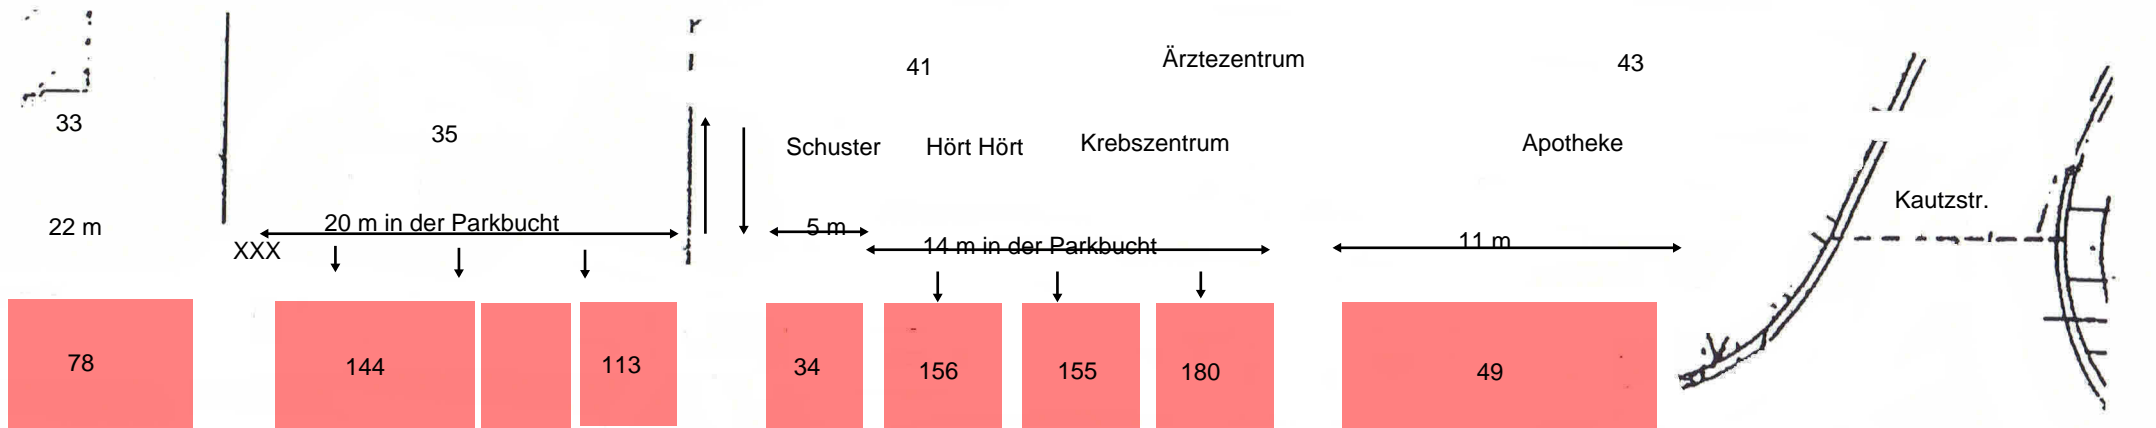 41
Ärztezentrum
43
33
35
Schuster
Hört Hört
Krebszentrum
Apotheke
Kautzstr.
22 m
XXX
20 m in der Parkbucht
5 m
14 m in der Parkbucht
11 m
78
144
113
34
156
155
180
49